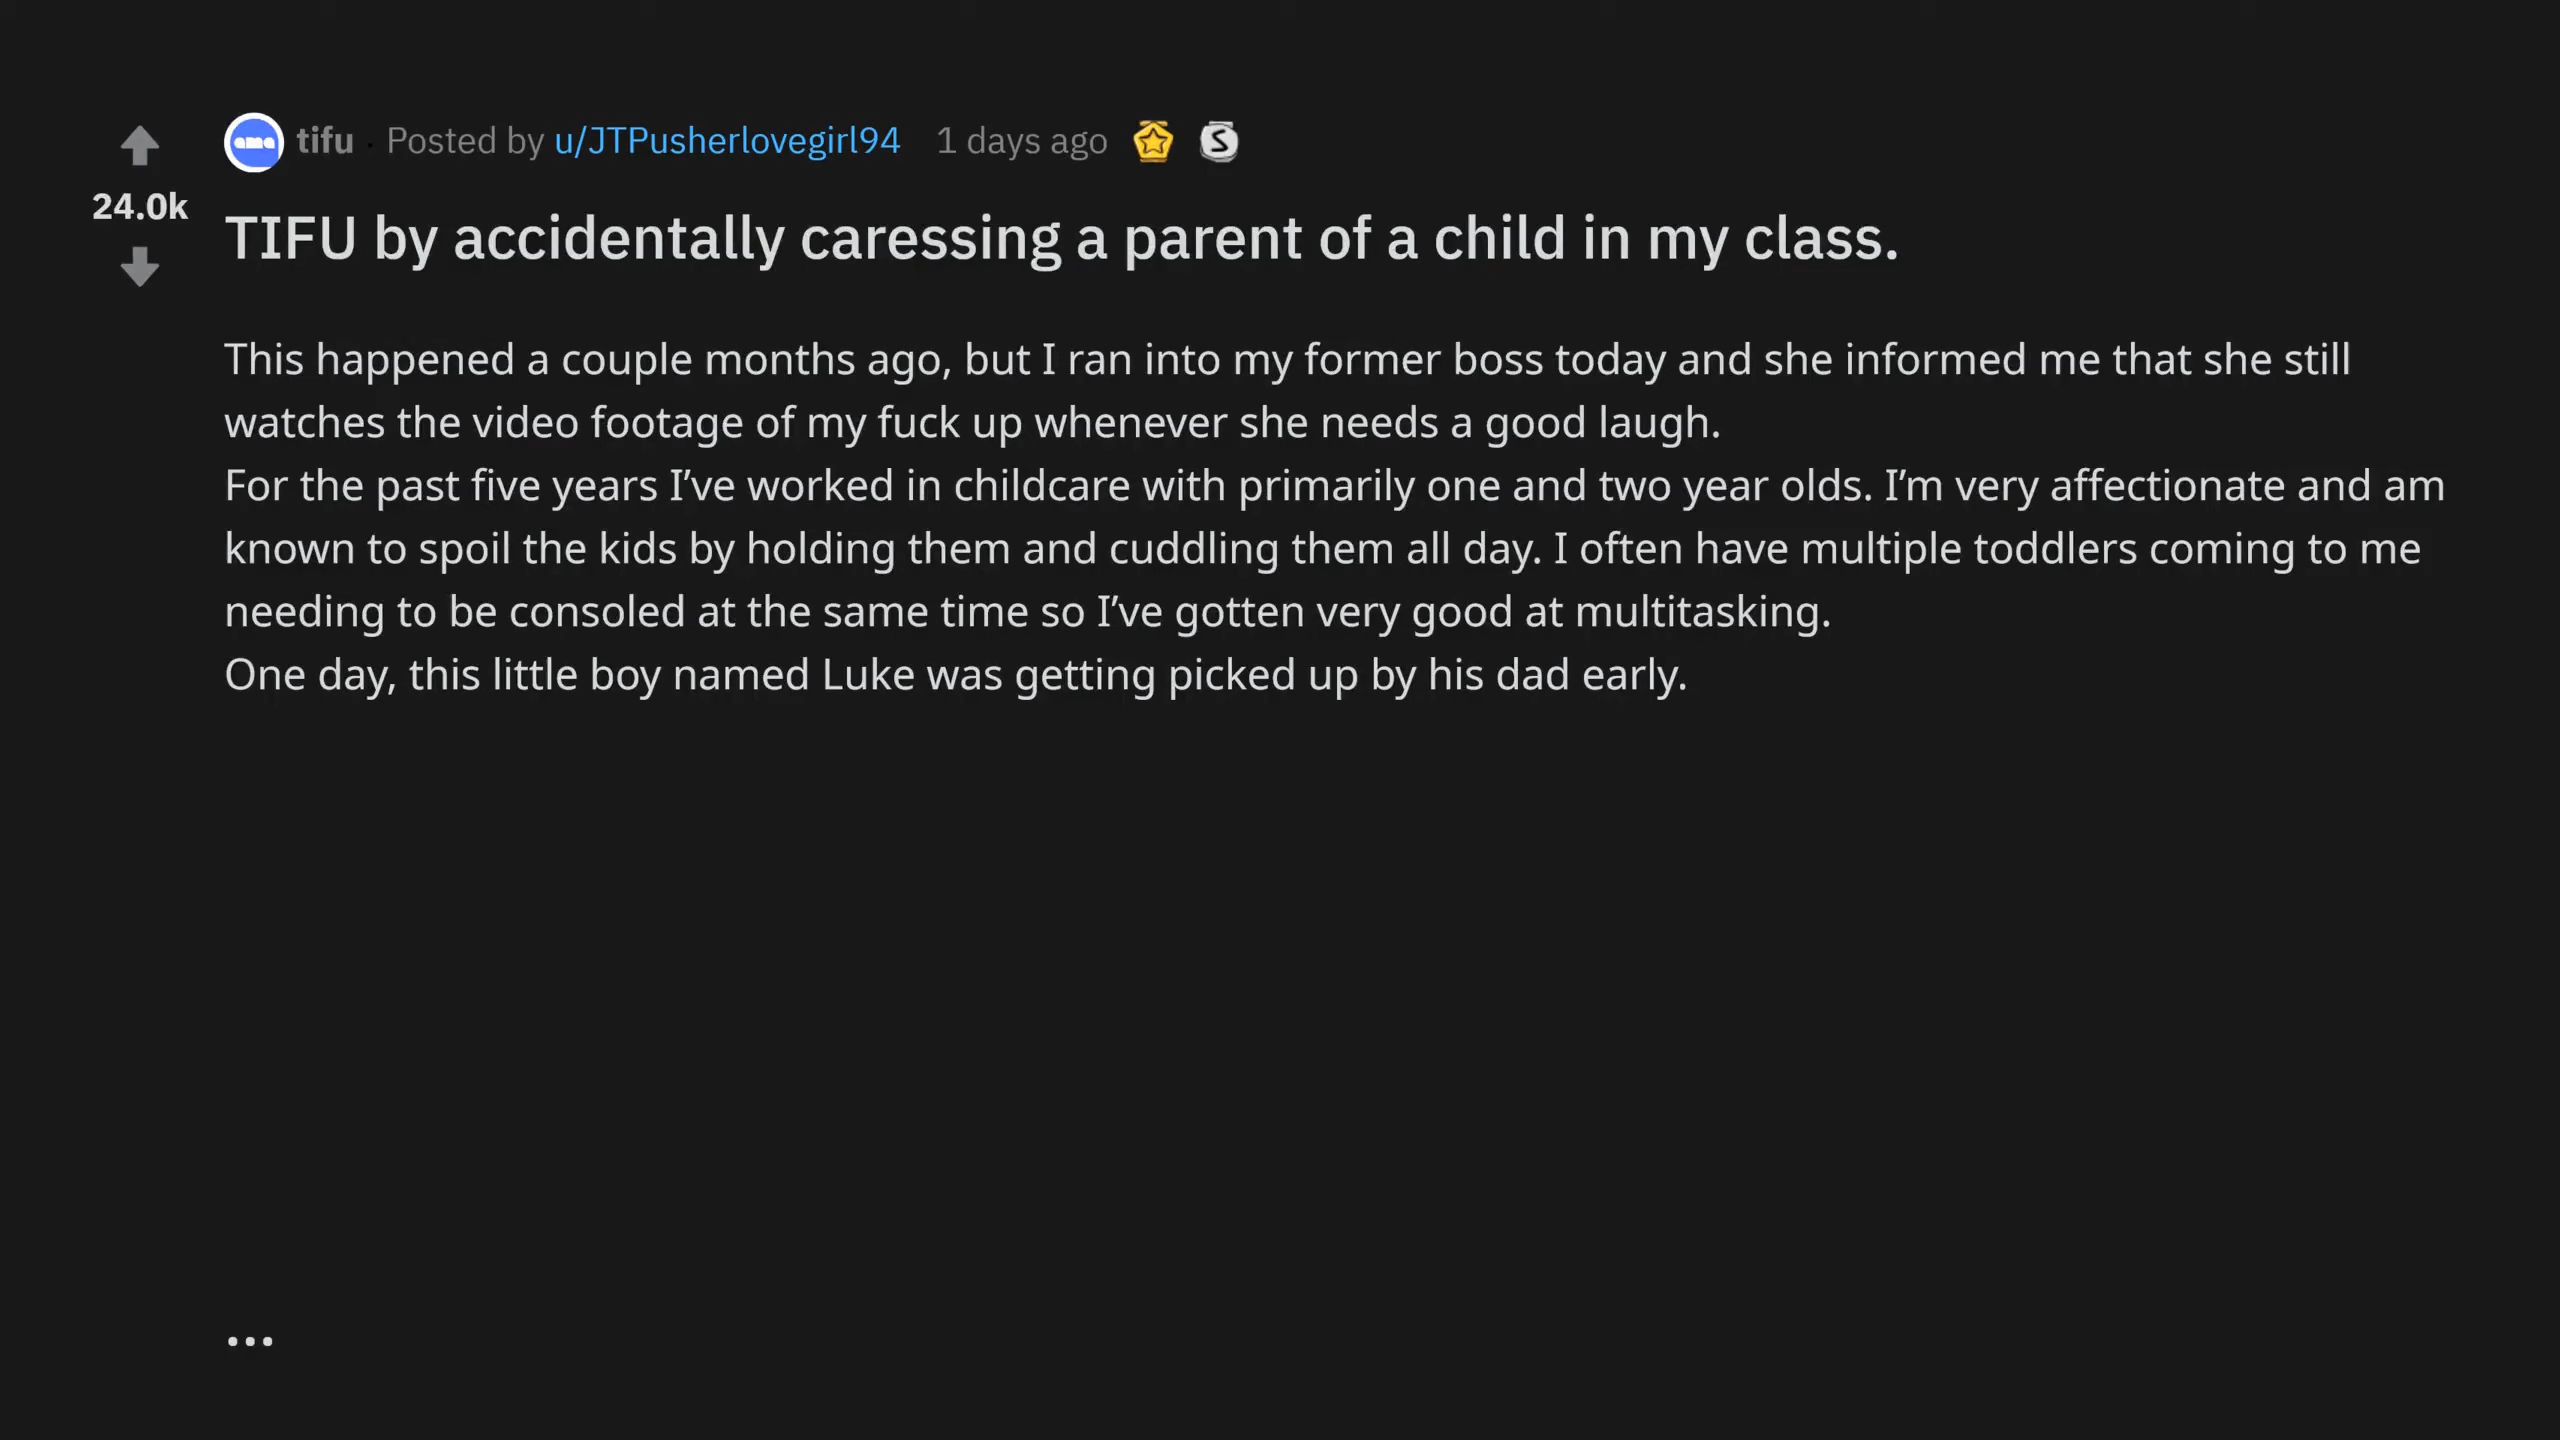 ama tifu · Posted by u/JTPusherlovegirl94 1 days ago S
24.0k
TIFU by accidentally caressing a parent of a child in my class.
This happened a couple months ago, but I ran into my former boss today and she informed me that she still
watches the video footage of my fuck up whenever she needs a good laugh.
For the past five years I’ve worked in childcare with primarily one and two year olds. I’m very affectionate and am
known to spoil the kids by holding them and cuddling them all day. I often have multiple toddlers coming to me
needing to be consoled at the same time so I’ve gotten very good at multitasking.
One day, this little boy named Luke was getting picked up by his dad early.
...